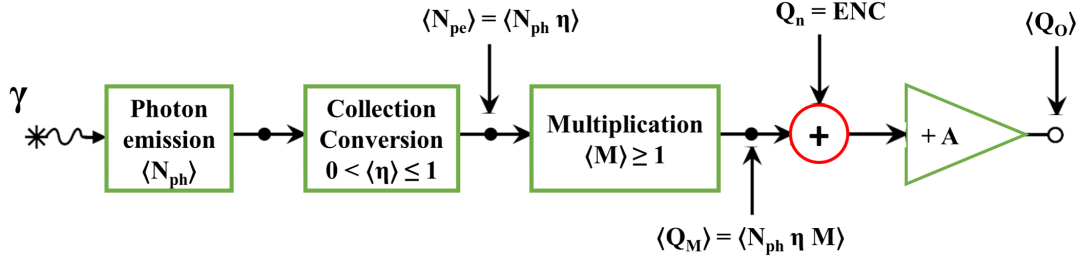 ⟨N_pe⟩ = ⟨N_ph η⟩
Q_n = ENC
⟨Q_O⟩
γ
Photon
emission
⟨N_ph⟩
Collection
Conversion
0 < ⟨η⟩ ≤ 1
Multiplication
⟨M⟩ ≥ 1
+
+ A
⟨Q_M⟩ = ⟨N_ph η M⟩